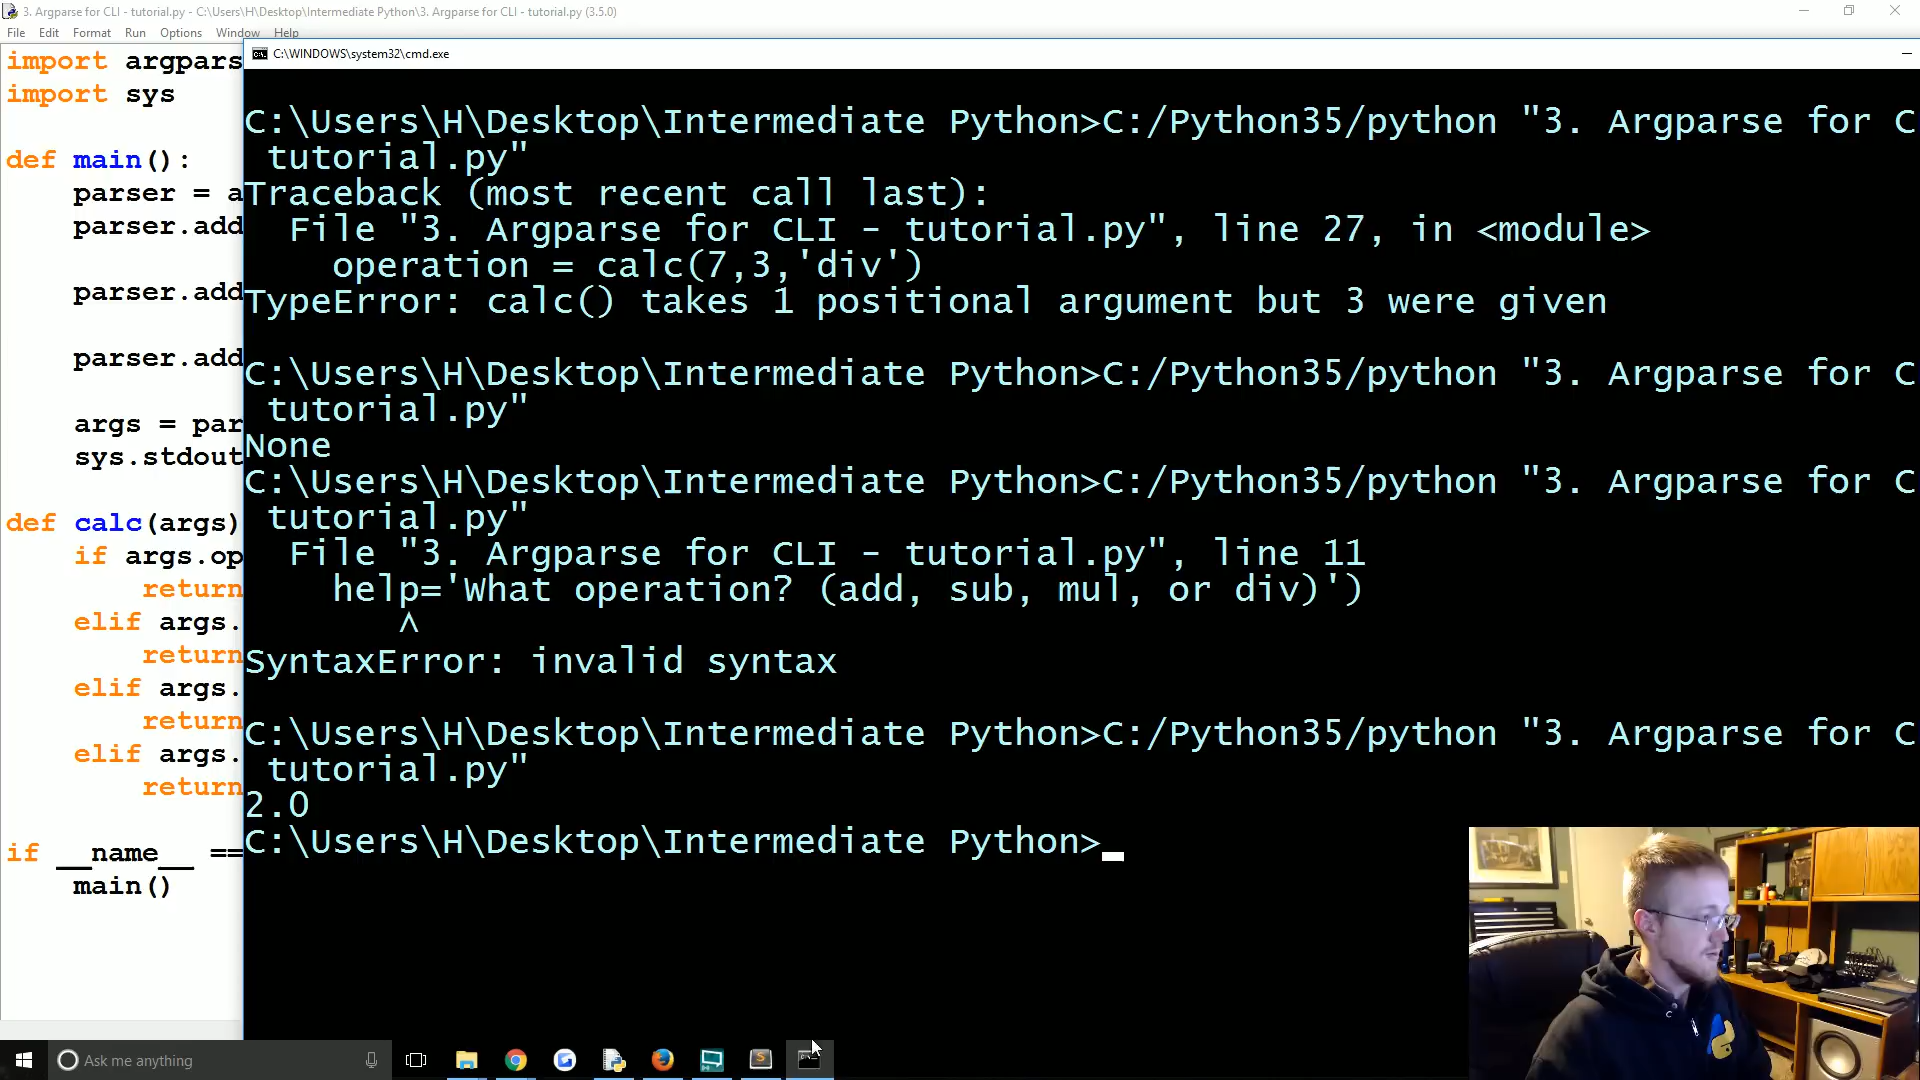 3. Argparse for CLI - tutorial.py - C:\Users\H\Desktop\Intermediate Python\3. Argparse for CLI - tutorial.py (3.5.0)
File Edit Format Run Options Window Help
C:\WINDOWS\system32\cmd.exe
import argpars
import sys
def main():
parser = a
parser.add
parser.add
parser.add
args = par
sys.stdout
def calc(args)
if args.op
return
elif args.
return
elif args.
return
elif args.
return
if __name__ ==
main()
C:\Users\H\Desktop\Intermediate Python>C:/Python35/python "3. Argparse for C
tutorial.py"
Traceback (most recent call last):
File "3. Argparse for CLI - tutorial.py", line 27, in <module>
operation = calc(7,3,'div')
TypeError: calc() takes 1 positional argument but 3 were given
C:\Users\H\Desktop\Intermediate Python>C:/Python35/python "3. Argparse for C
tutorial.py"
None
C:\Users\H\Desktop\Intermediate Python>C:/Python35/python "3. Argparse for C
tutorial.py"
File "3. Argparse for CLI - tutorial.py", line 11
help='What operation? (add, sub, mul, or div)')
^
SyntaxError: invalid syntax
C:\Users\H\Desktop\Intermediate Python>C:/Python35/python "3. Argparse for C
tutorial.py"
2.0
C:\Users\H\Desktop\Intermediate Python>
Ask me anything